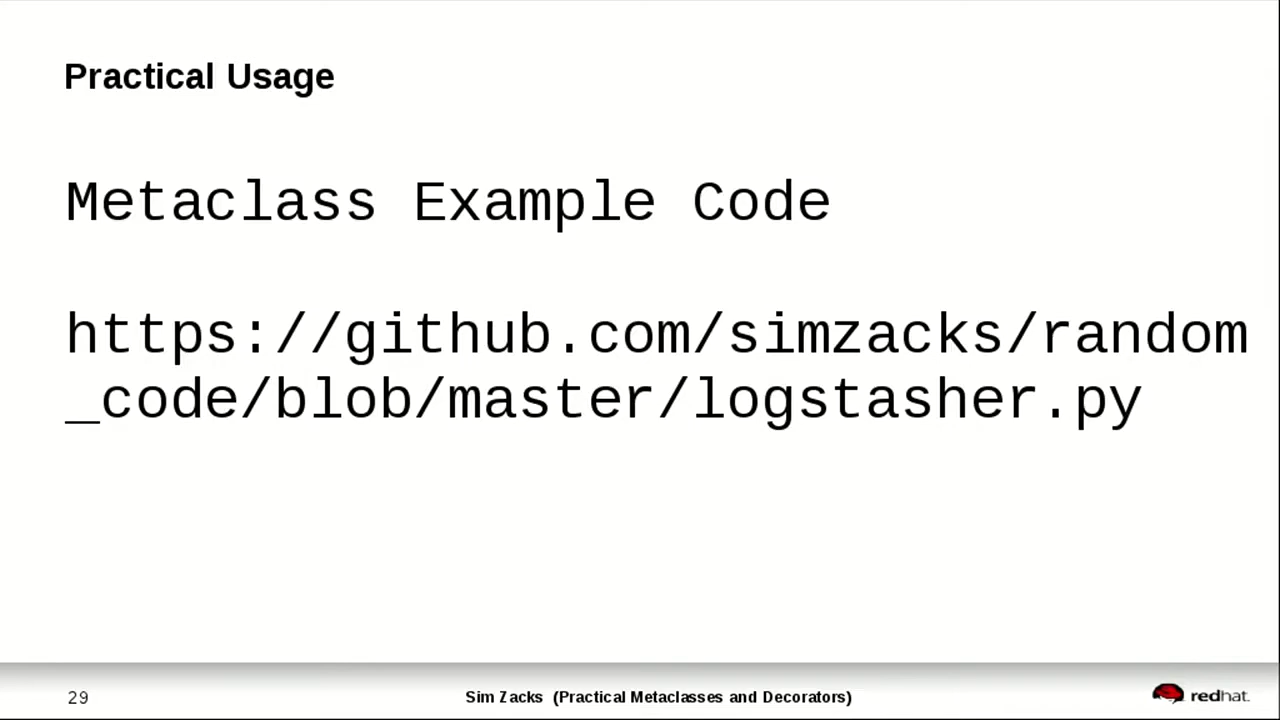 Practical Usage
Metaclass Example Code
https://github.com/simzacks/random
_code/blob/master/logstasher.py
29
Sim Zacks (Practical Metaclasses and Decorators)
redhat.